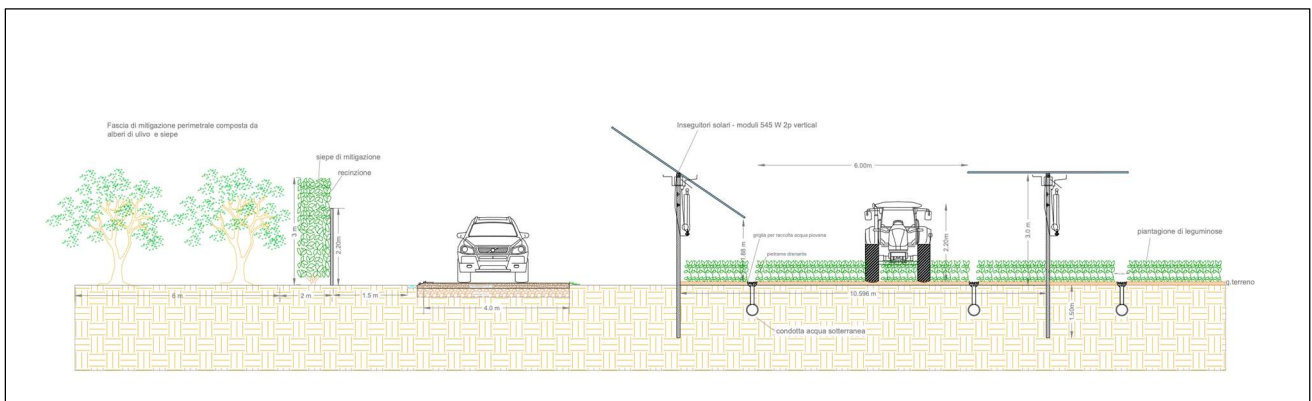 Fascia di mitigazione perimetrale composta da
alberi di ulivo e siepe
siepe di mitigazione
recinzione
3 m
2.20m
6 m
2 m
1.5 m
4.0 m
Inseguitori solari - moduli 545 W 2p vertical
6.00m
griglia per raccolta acqua piovana
pietrame drenante
2.20m
3.0 m
piantagione di leguminose
q.terreno
10.596 m
1.50m
condotta acqua sotterranea